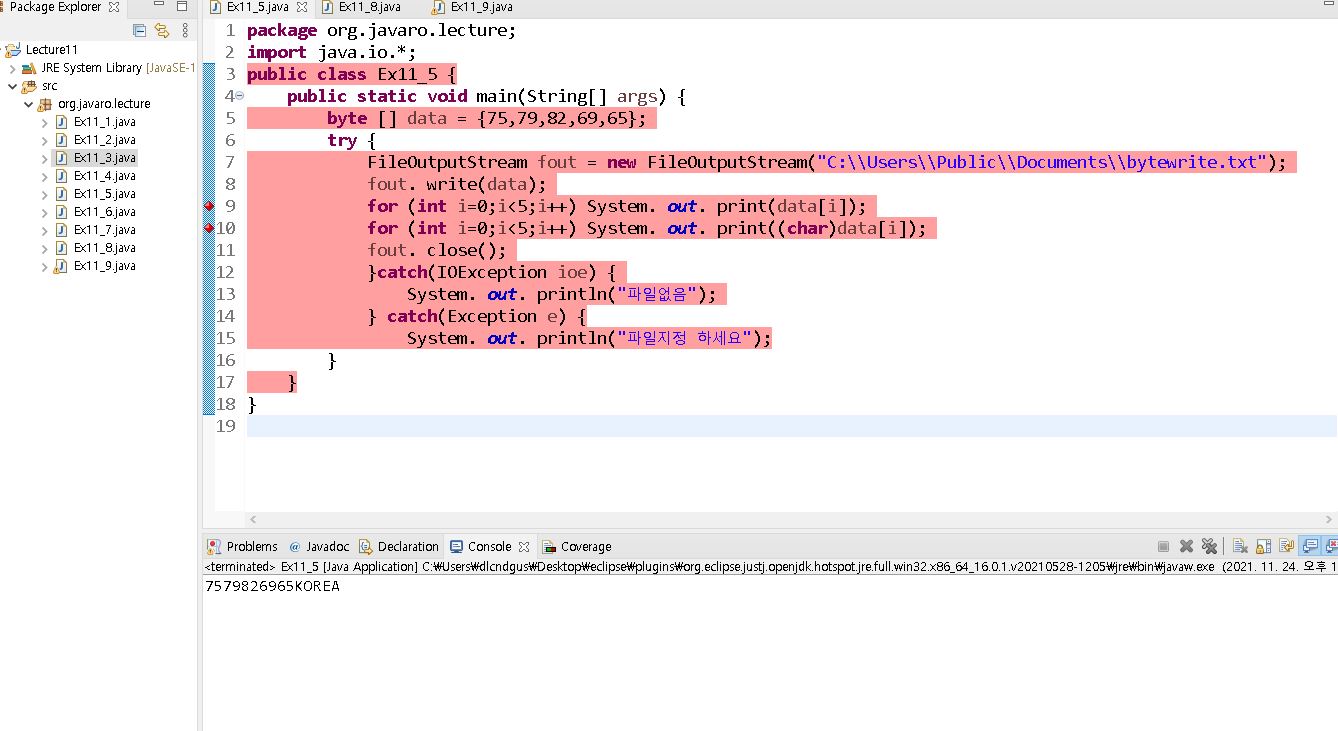 Package Explorer
Lecture11
JRE System Library [JavaSE-1
src
org.javaro.lecture
Ex11_1.java
Ex11_2.java
Ex11_3.java
Ex11_4.java
Ex11_5.java
Ex11_6.java
Ex11_7.java
Ex11_8.java
Ex11_9.java
Ex11_5.java Ex11_8.java Ex11_9.java
1 package org.javaro.lecture;
2 import java.io.*;
3 public class Ex11_5 {
4 public static void main(String[] args) {
5 byte [] data = {75,79,82,69,65};
6 try {
7 FileOutputStream fout = new FileOutputStream("C:\\Users\\Public\\Documents\\bytewrite.txt");
8 fout. write(data);
9 for (int i=0;i<5;i++) System. out. print(data[i]);
10 for (int i=0;i<5;i++) System. out. print((char)data[i]);
11 fout. close();
12 }catch(IOException ioe) {
13 System. out. println("파일없음");
14 } catch(Exception e) {
15 System. out. println("파일지정 하세요");
16 }
17 }
18 }
19
Problems @ Javadoc Declaration Console Coverage
<terminated> Ex11_5 [Java Application] C:₩Users₩dlcndgus₩Desktop₩eclipse₩plugins₩org.eclipse.justj.openjdk.hotspot.jre.full.win32.x86_64_16.0.1.v20210528-1205₩jre₩bin₩javaw.exe (2021. 11. 24. 오후 1
7579826965KOREA